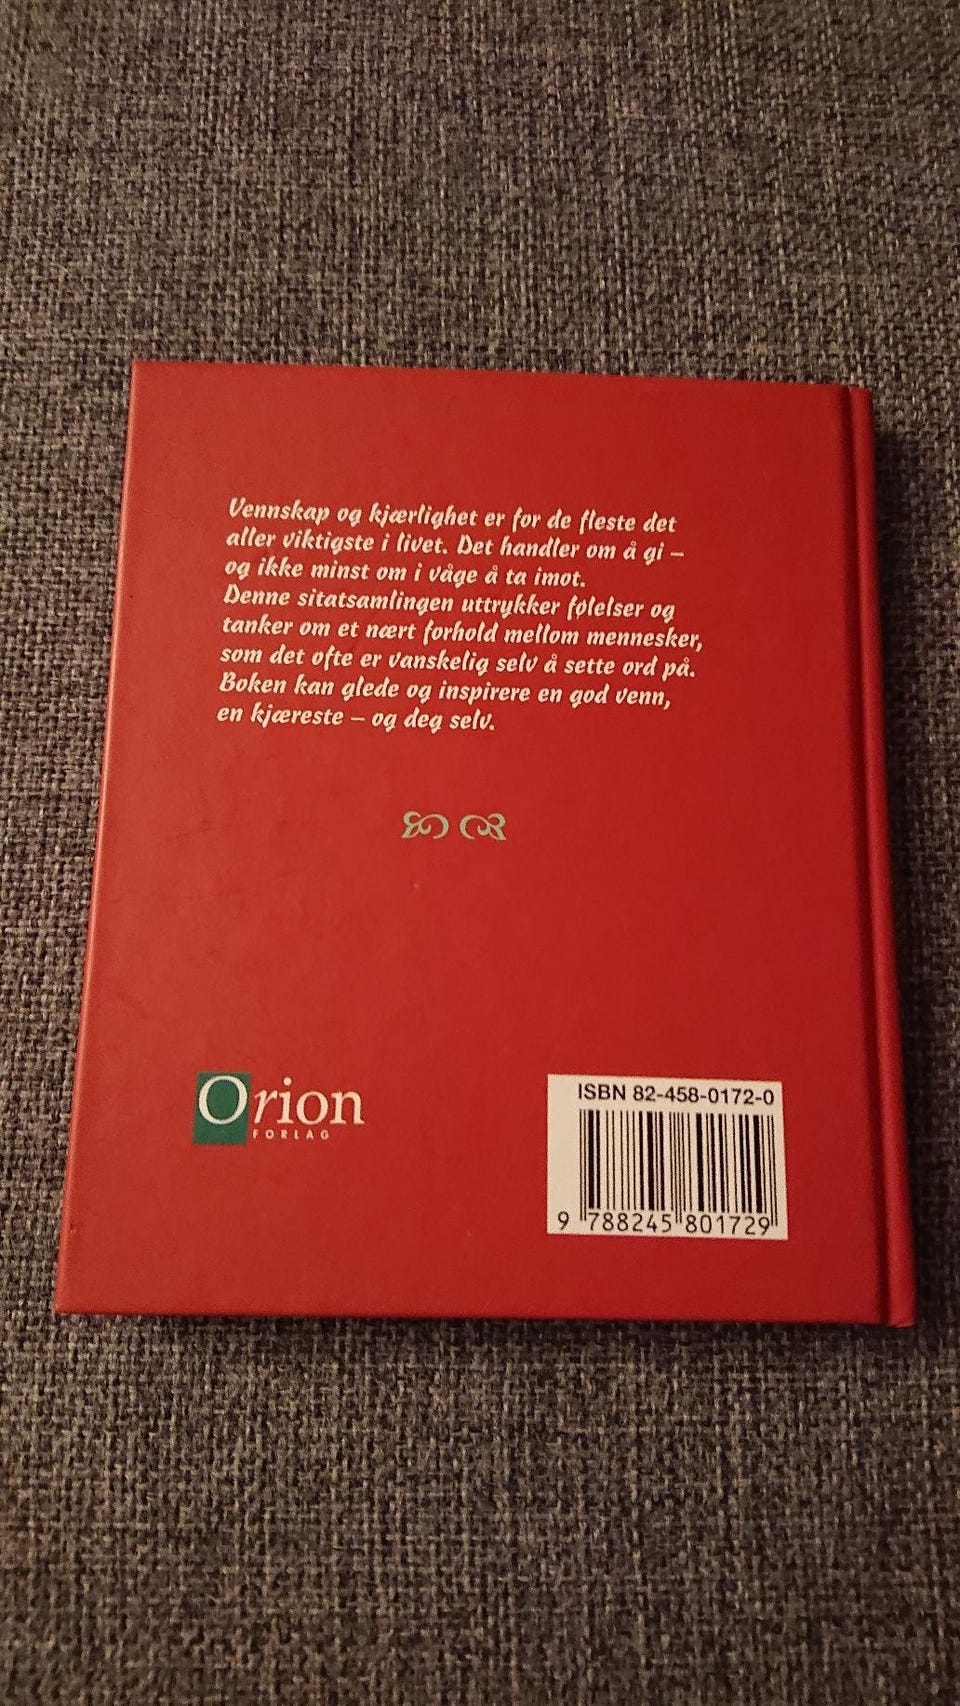 Vennskap og kjærlighet er for de fleste det
aller viktigste i livet. Det handler om å gi –
og ikke minst om i våge å ta imot.
Denne sitatsamlingen uttrykker følelser og
tanker om et nært forhold mellom mennesker,
som det ofte er vanskelig selv å sette ord på.
Boken kan glede og inspirere en god venn,
en kjæreste – og deg selv.
Orion
FORLAG
ISBN 82-458-0172-0
9 788245 801729